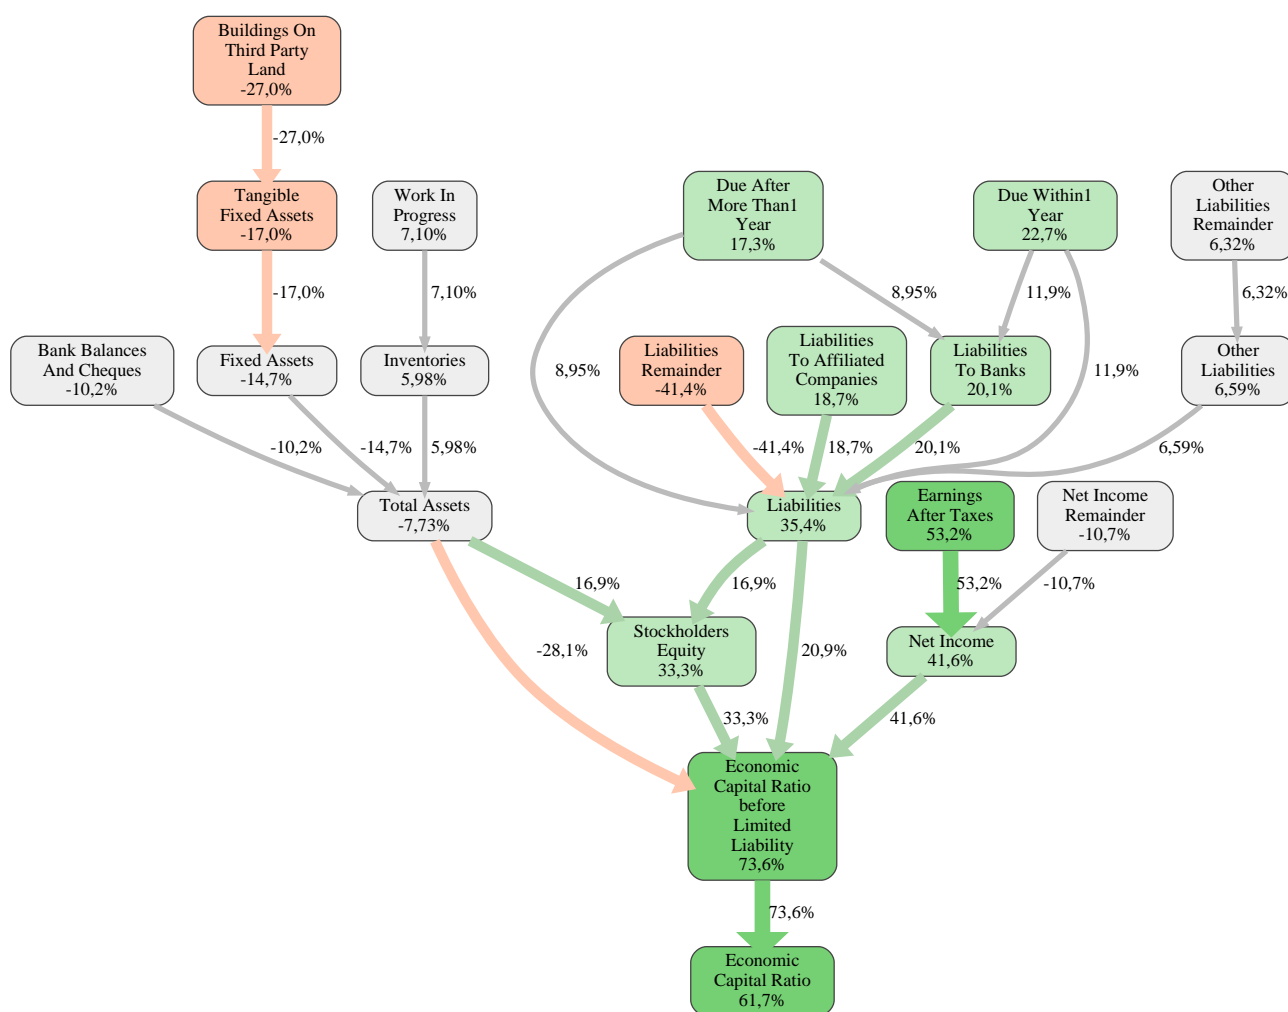 Buildings On
Third Party
Land
-27,0%
-27,0%
Tangible
Fixed Assets
-17,0%
Work In
Progress
7,10%
Due After
More Than1
Year
17,3%
Due Within1
Year
22,7%
Other
Liabilities
Remainder
6,32%
-17,0%
7,10%
8,95%
11,9%
6,32%
Bank Balances
And Cheques
-10,2%
Fixed Assets
-14,7%
Inventories
5,98%
8,95%
Liabilities
Remainder
-41,4%
Liabilities
To Affiliated
Companies
18,7%
Liabilities
To Banks
20,1%
11,9%
Other
Liabilities
6,59%
-10,2%
-14,7%
5,98%
-41,4%
18,7%
20,1%
6,59%
Total Assets
-7,73%
Liabilities
35,4%
Earnings
After Taxes
53,2%
Net Income
Remainder
-10,7%
16,9%
16,9%
53,2%
-10,7%
-28,1%
Stockholders
Equity
33,3%
20,9%
Net Income
41,6%
33,3%
41,6%
Economic
Capital Ratio
before
Limited
Liability
73,6%
73,6%
Economic
Capital Ratio
61,7%